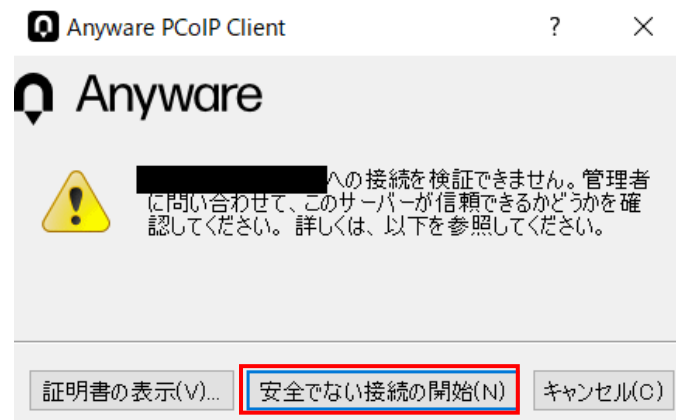 Anyware PCoIP Client ? ×
Anyware
への接続を検証できません。管理者
に問い合わせて、このサーバーが信頼できるかどうかを確
認してください。詳しくは、以下を参照してください。
証明書の表示(V)... 安全でない接続の開始(N) キャンセル(C)